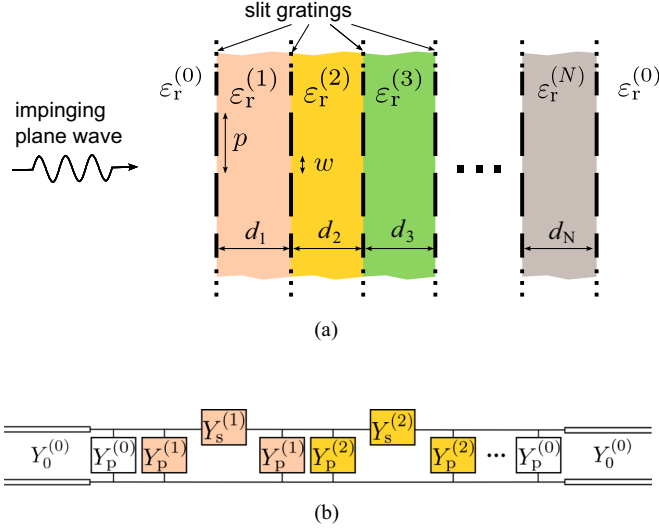 slit gratings
ε_r^(0) ε_r^(1) ε_r^(2) ε_r^(3) ε_r^(N) ε_r^(0)
impinging
plane wave
p w
d_1 d_2 d_3 d_N
(a)
Y_s^(1) Y_s^(2)
Y_0^(0) Y_p^(0) Y_p^(1) Y_p^(1) Y_p^(2) Y_p^(2) ... Y_p^(0) Y_0^(0)
(b)